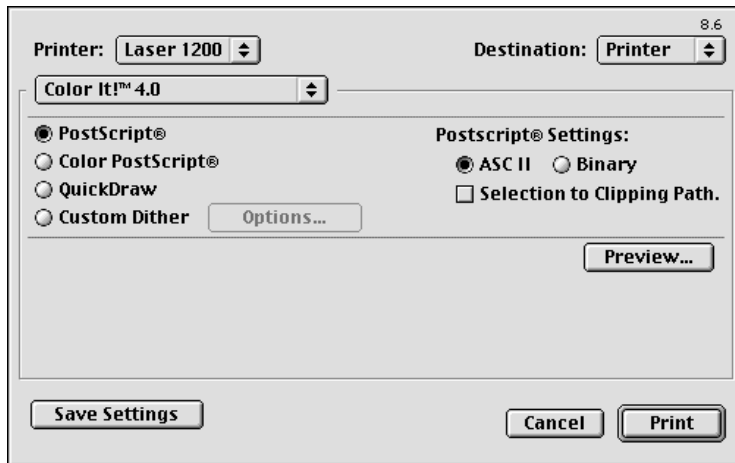 8.6
Printer: Laser 1200 Destination: Printer
Color It!™ 4.0
PostScript® Postscript® Settings:
Color PostScript® ASC II Binary
QuickDraw Selection to Clipping Path.
Custom Dither Options...
Preview...
Save Settings Cancel Print